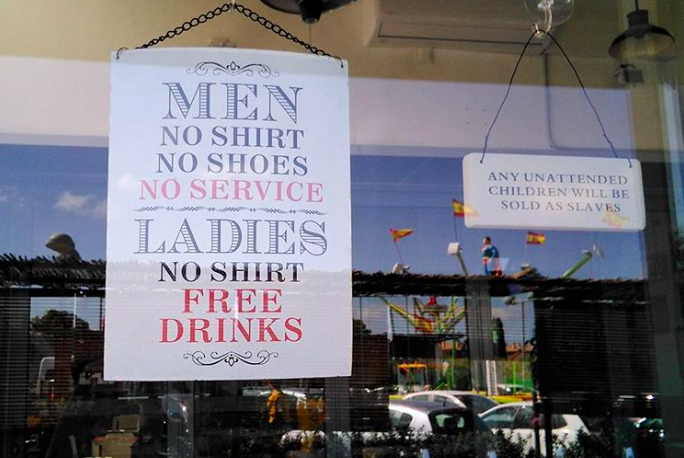 MEN
NO SHIRT
NO SHOES
NO SERVICE
LADIES
NO SHIRT
FREE
DRINKS
ANY UNATTENDED
CHILDREN WILL BE
SOLD AS SLAVES